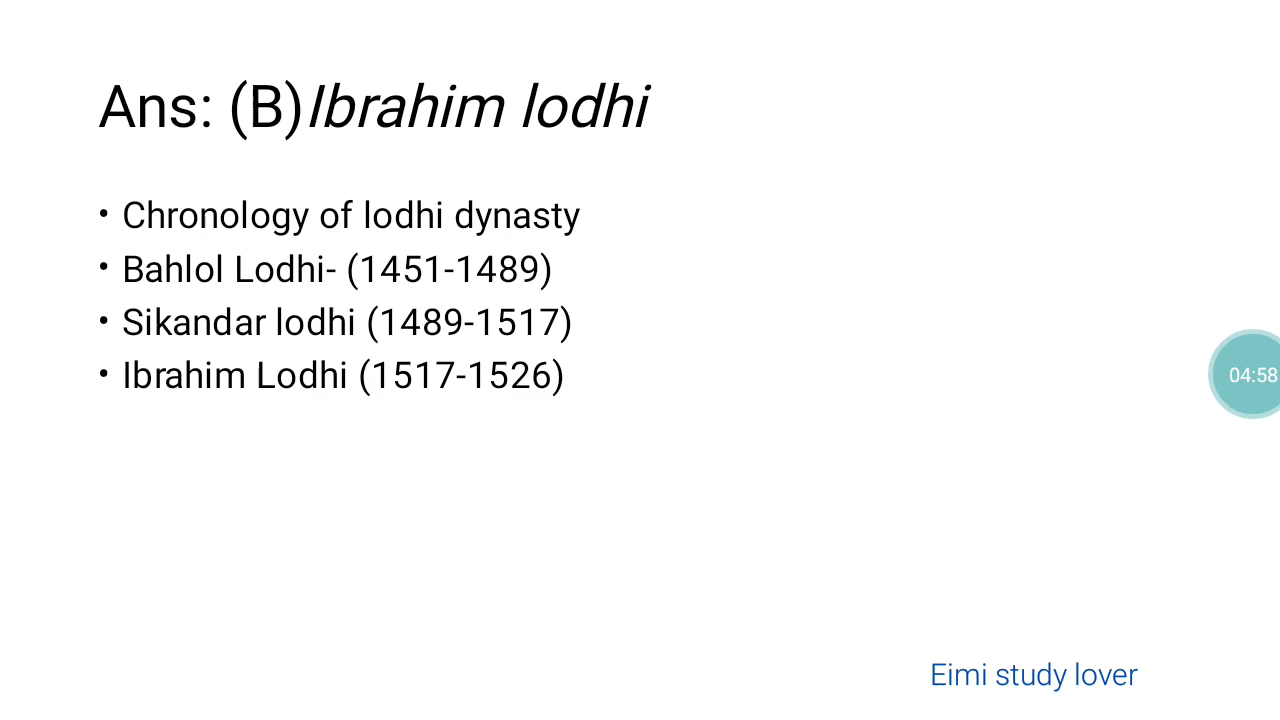 Ans: (B)Ibrahim lodhi
• Chronology of lodhi dynasty
• Bahlol Lodhi- (1451-1489)
• Sikandar lodhi (1489-1517)
• Ibrahim Lodhi (1517-1526)
04:58
Eimi study lover